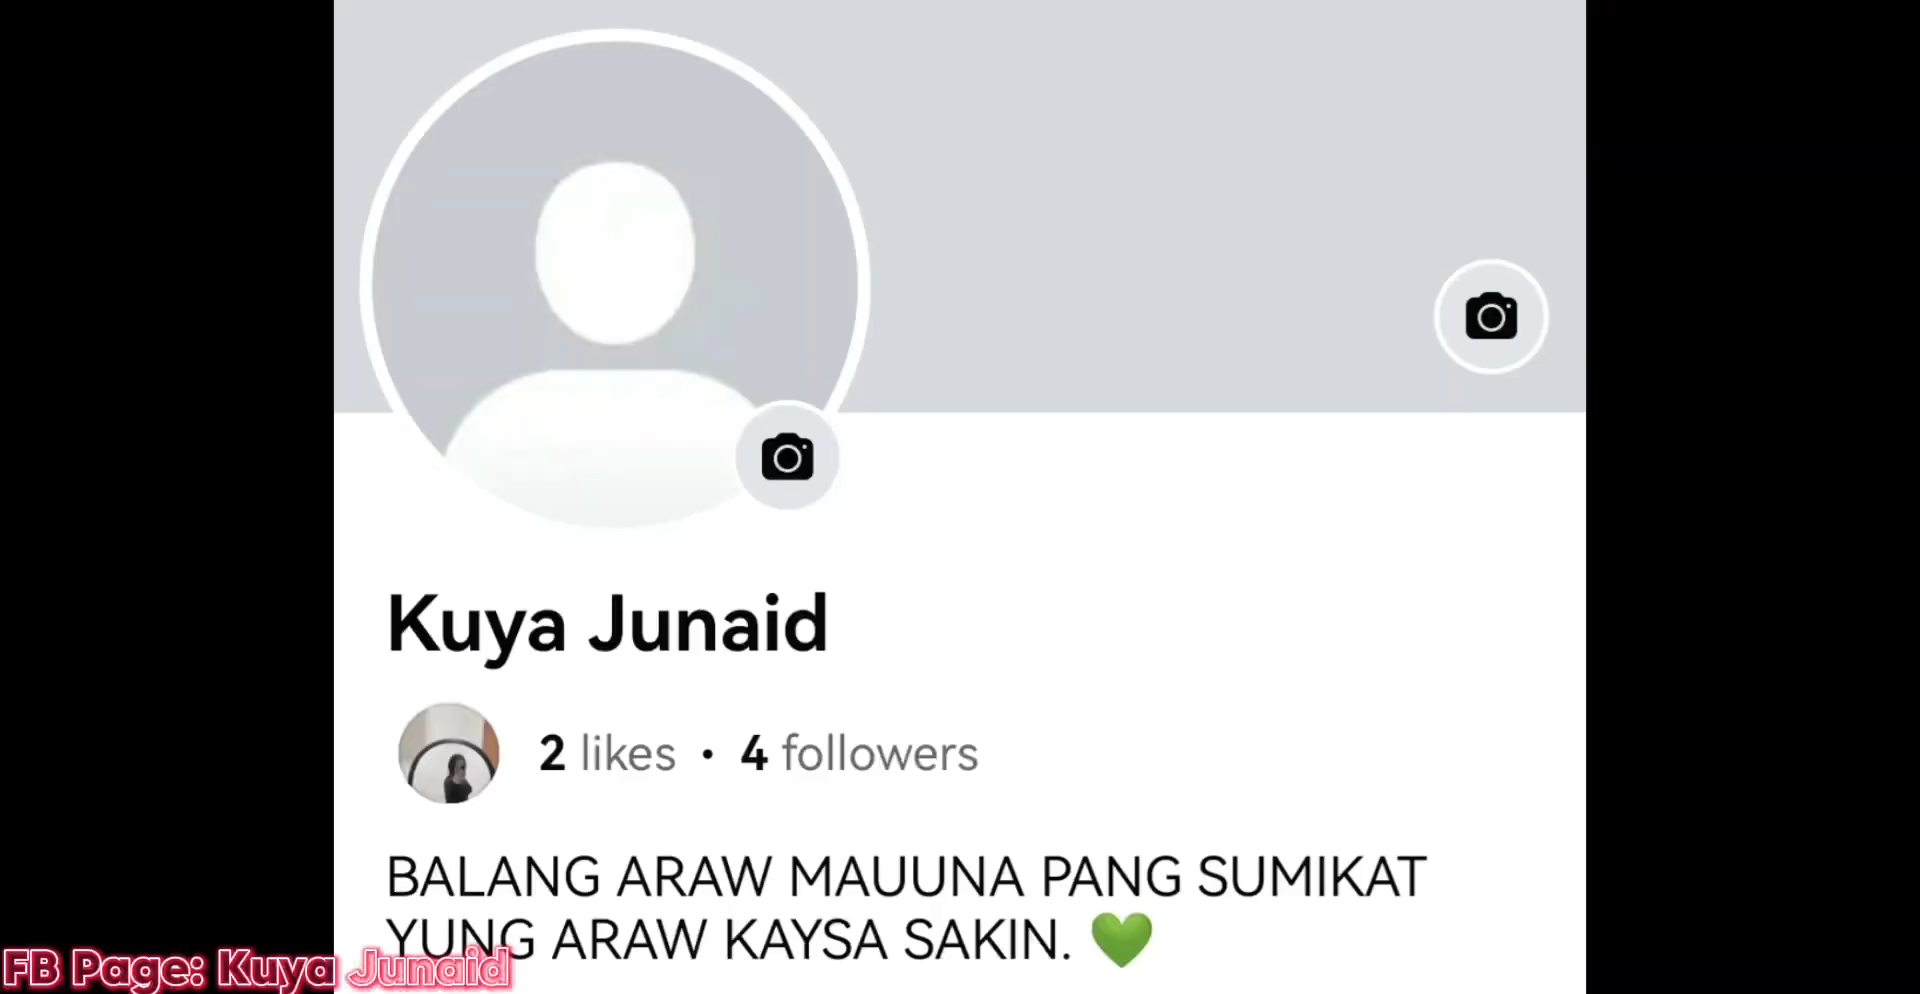 Kuya Junaid
2 likes • 4 followers
BALANG ARAW MAUUNA PANG SUMIKAT
YUNG ARAW KAYSA SAKIN. 💚
FB Page: Kuya Junaid